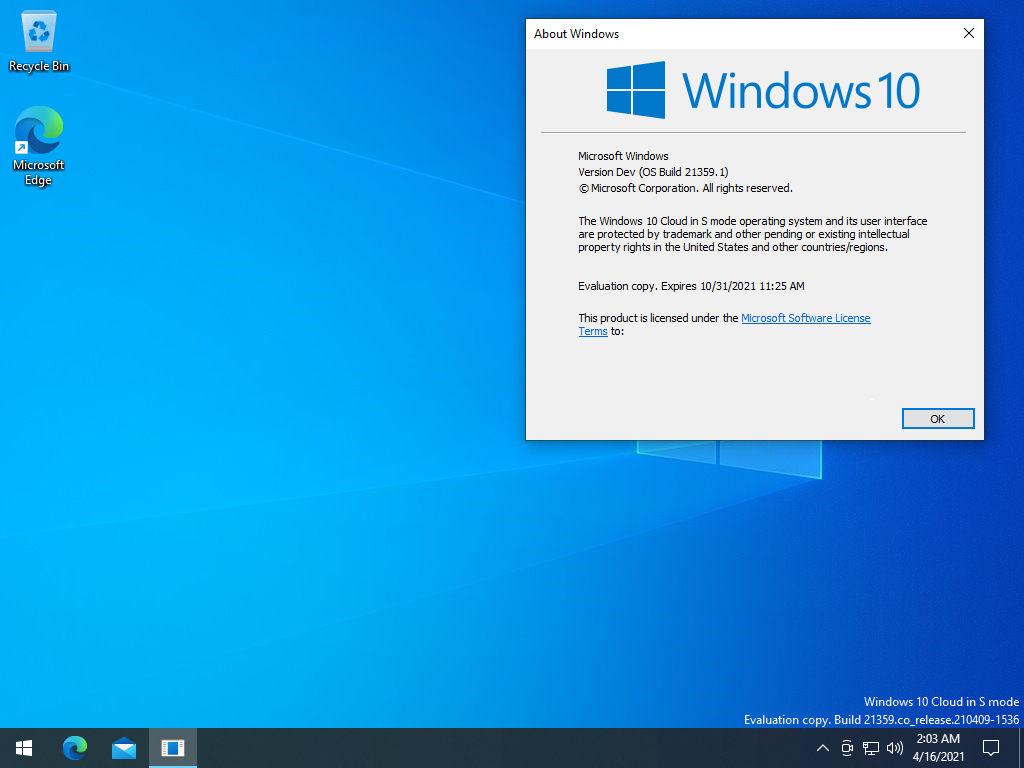 Recycle Bin
Microsoft
Edge
About Windows
Windows 10
Microsoft Windows
Version Dev (OS Build 21359.1)
© Microsoft Corporation. All rights reserved.
The Windows 10 Cloud in S mode operating system and its user interface
are protected by trademark and other pending or existing intellectual
property rights in the United States and other countries/regions.
Evaluation copy. Expires 10/31/2021 11:25 AM
This product is licensed under the Microsoft Software License
Terms to:
OK
Windows 10 Cloud in S mode
Evaluation copy. Build 21359.co_release.210409-1536
2:03 AM
4/16/2021